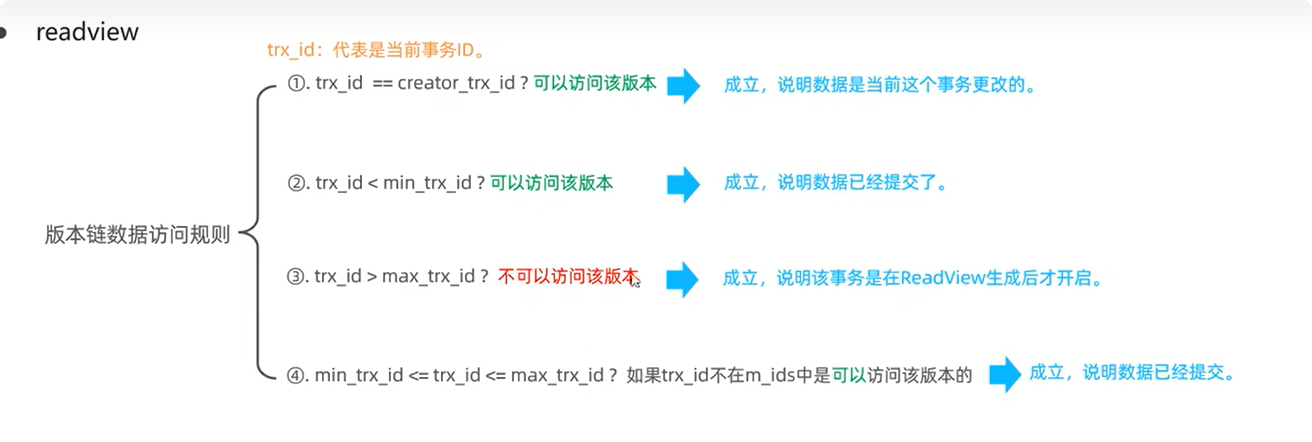 readview
trx_id：代表是当前事务ID。
①. trx_id == creator_trx_id ? 可以访问该版本 成立，说明数据是当前这个事务更改的。
②. trx_id < min_trx_id ? 可以访问该版本 成立，说明数据已经提交了。
版本链数据访问规则
③. trx_id > max_trx_id ? 不可以访问该版本 成立，说明该事务是在ReadView生成后才开启。
④. min_trx_id <= trx_id <= max_trx_id ? 如果trx_id不在m_ids中是可以访问该版本的 成立，说明数据已经提交。